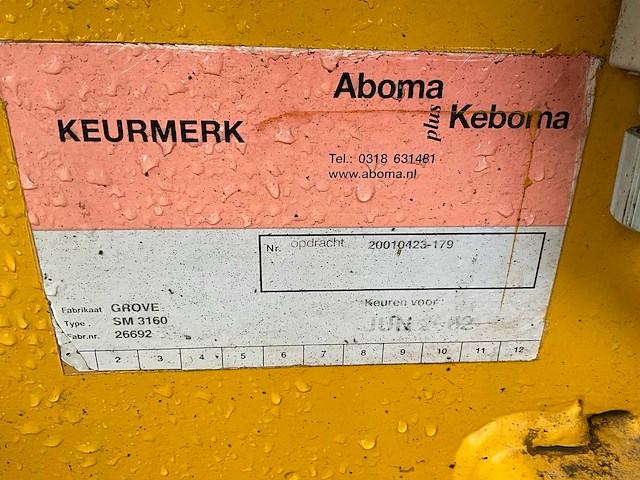 Aboma
plus
Keboma
KEURMERK
Tel.: 0318 631481
www.aboma.nl
Nr. opdracht 20010423-179
Keuren voor:
JUN
Fabrikaat GROVE
Type SM 3160
Fabr.nr. 26692
2 3 4 5 6 7 8 9 10 11 12